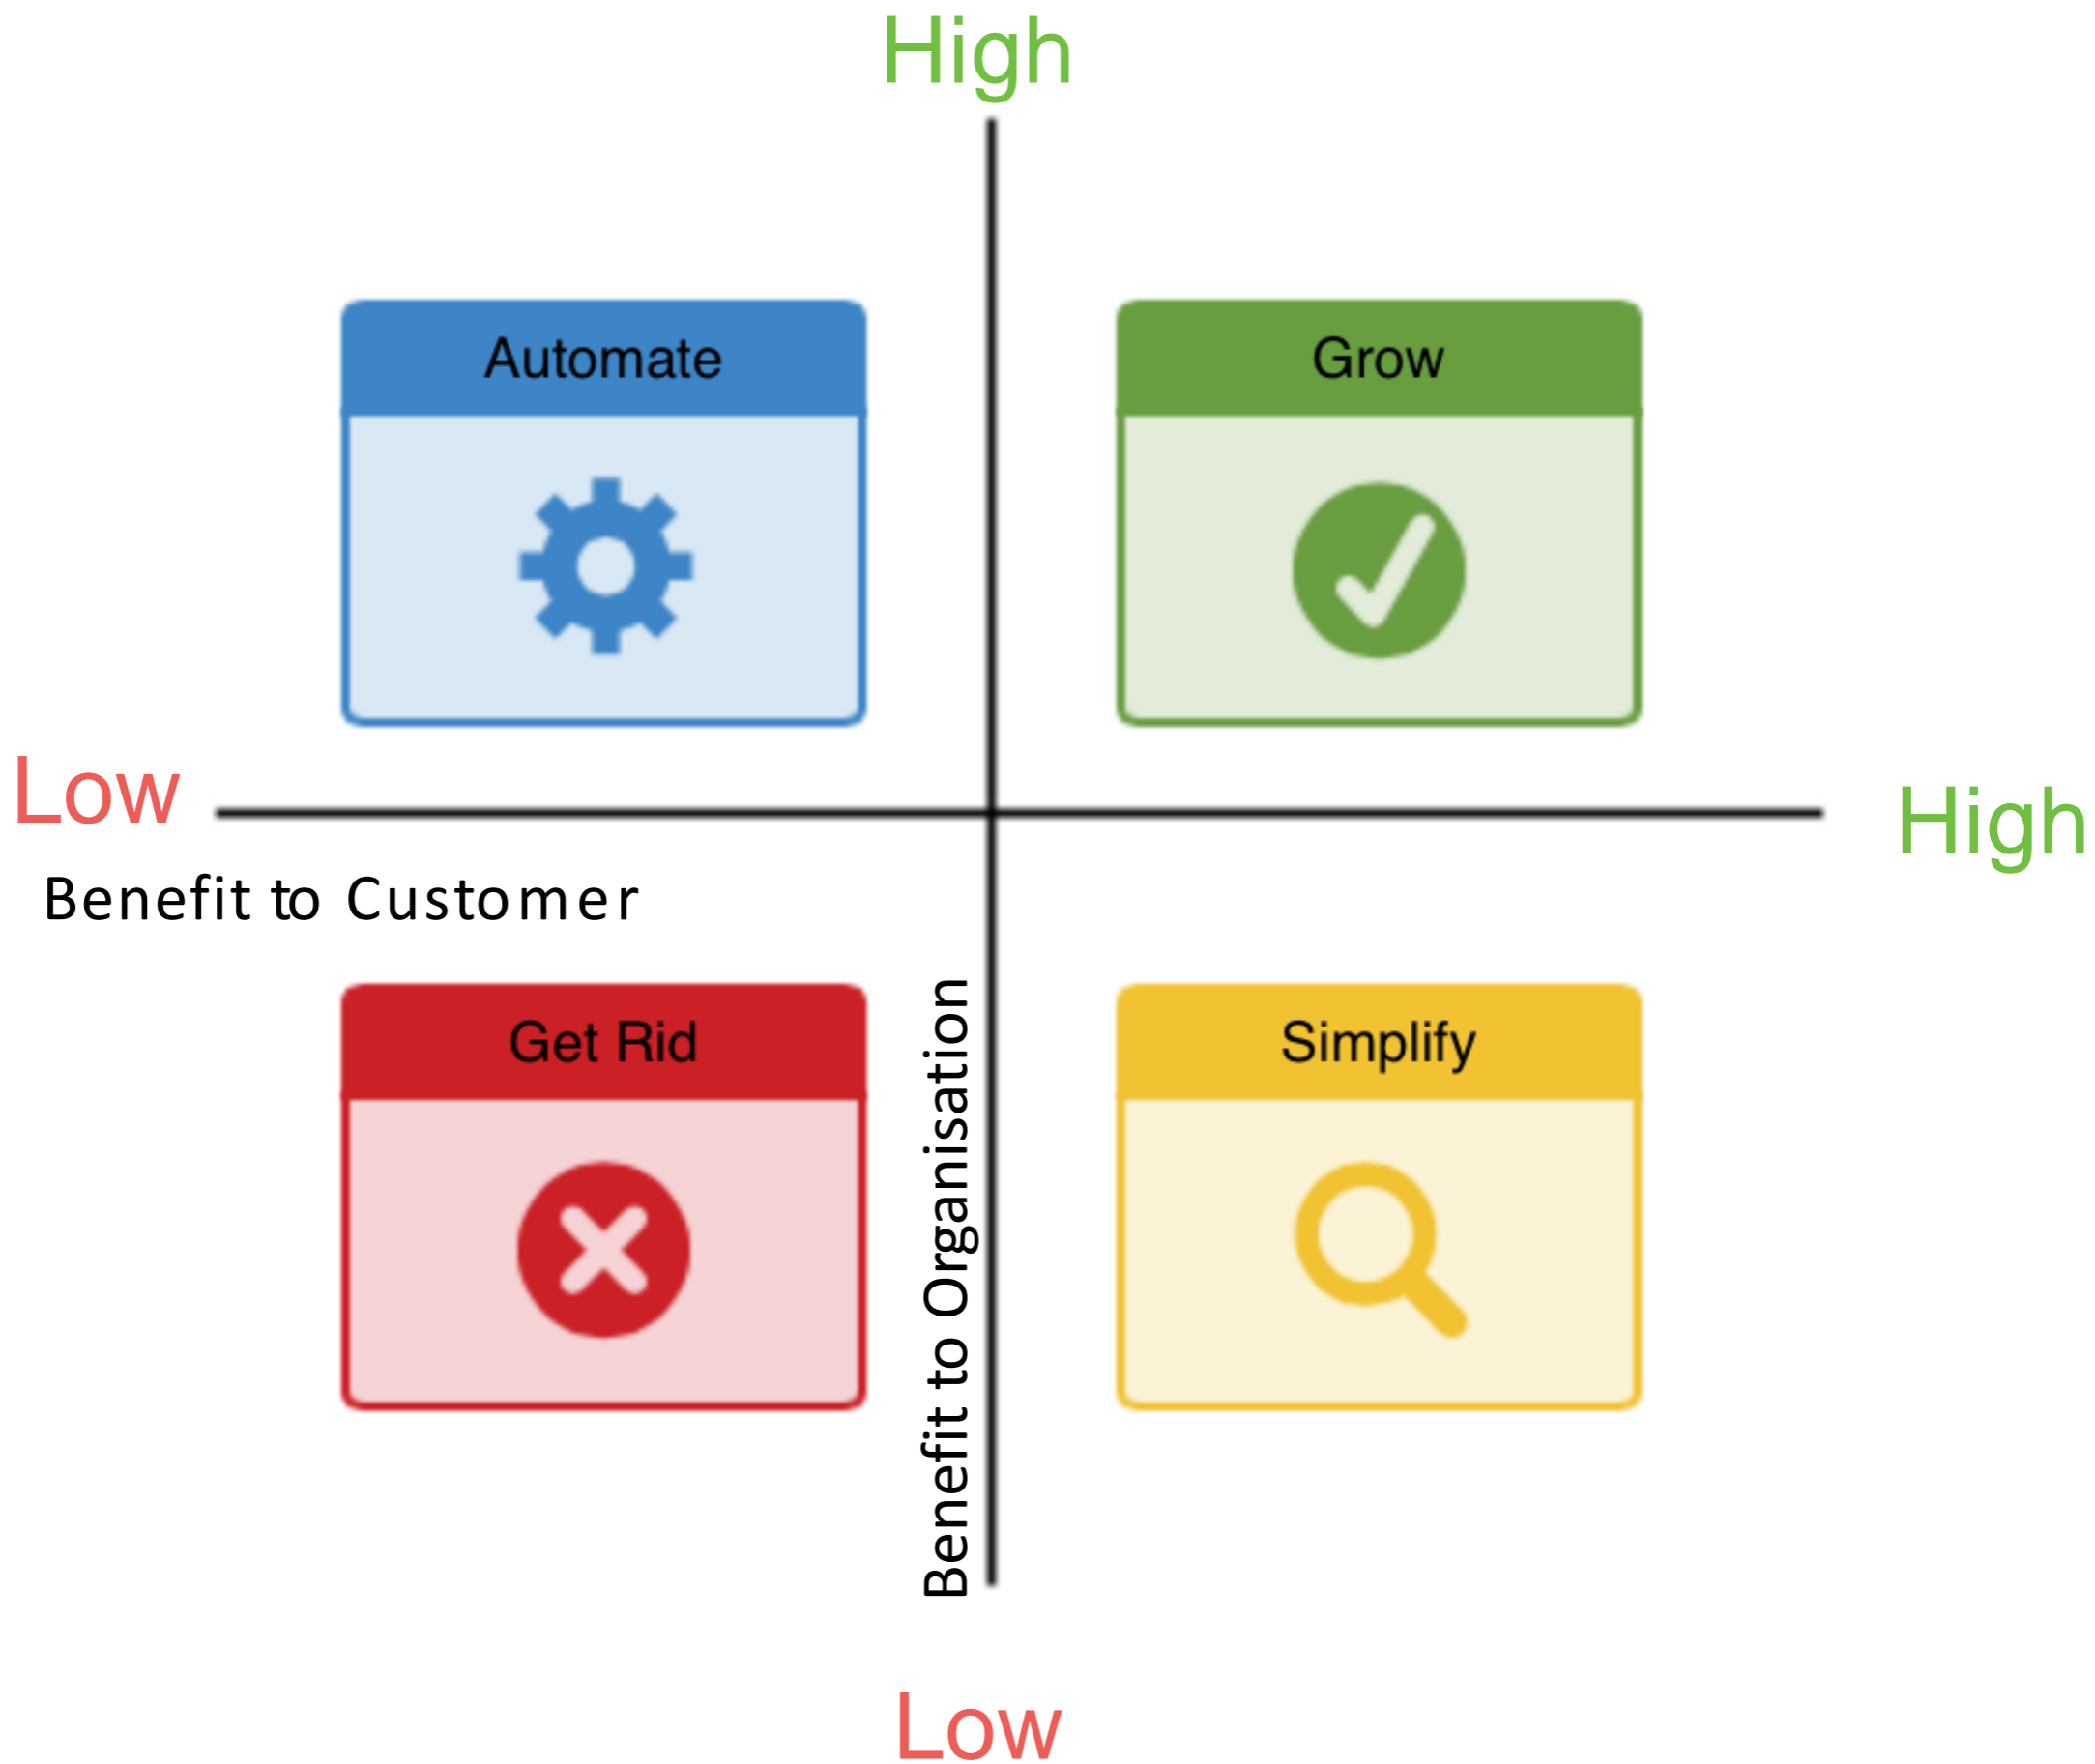 High
Automate
Grow
Low
High
Benefit to Customer
Get Rid
Simplify
Benefit to Organisation
Low